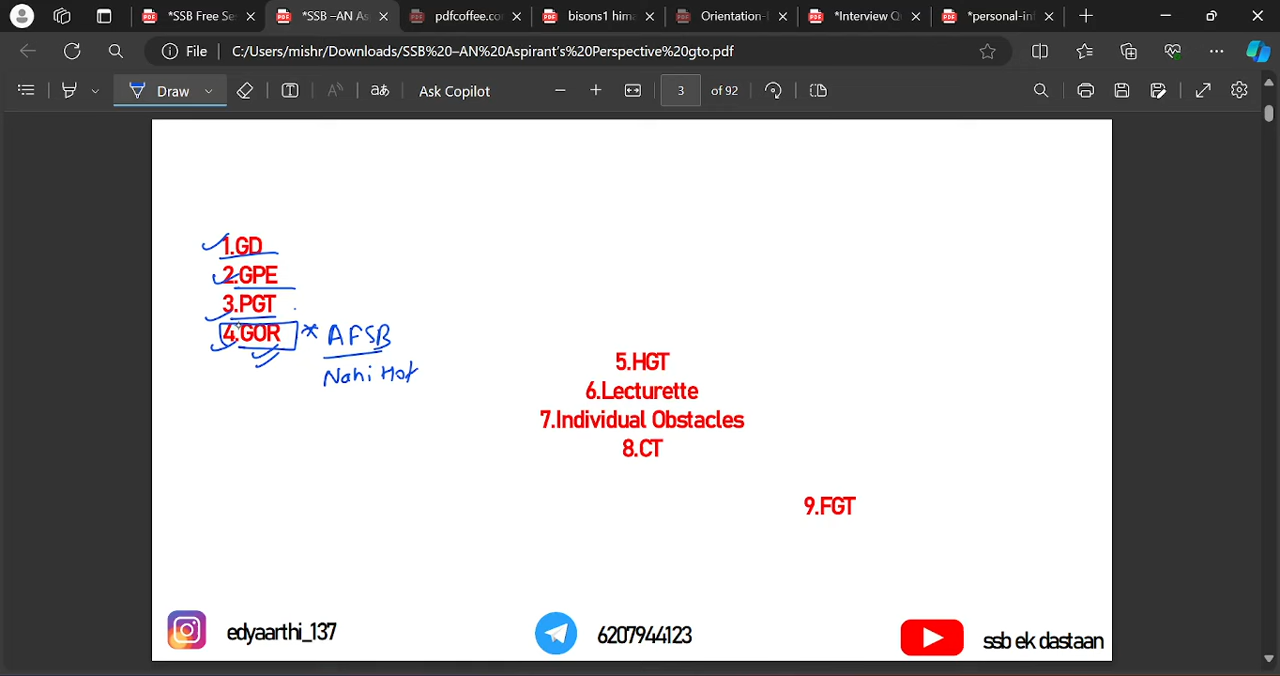 *SSB Free Se
*SSB –AN As
pdfcoffee.co
bisons1 hima
Orientation-
*Interview Q
*personal-in
File
C:/Users/mishr/Downloads/SSB%20–AN%20Aspirant's%20Perspective%20gto.pdf
Draw
Ask Copilot
3
of 92
1.GD
2.GPE
3.PGT
4.GOR * AFSB
Nahi Hot
5.HGT
6.Lecturette
7.Individual Obstacles
8.CT
9.FGT
edyaarthi_137
6207944123
ssb ek dastaan